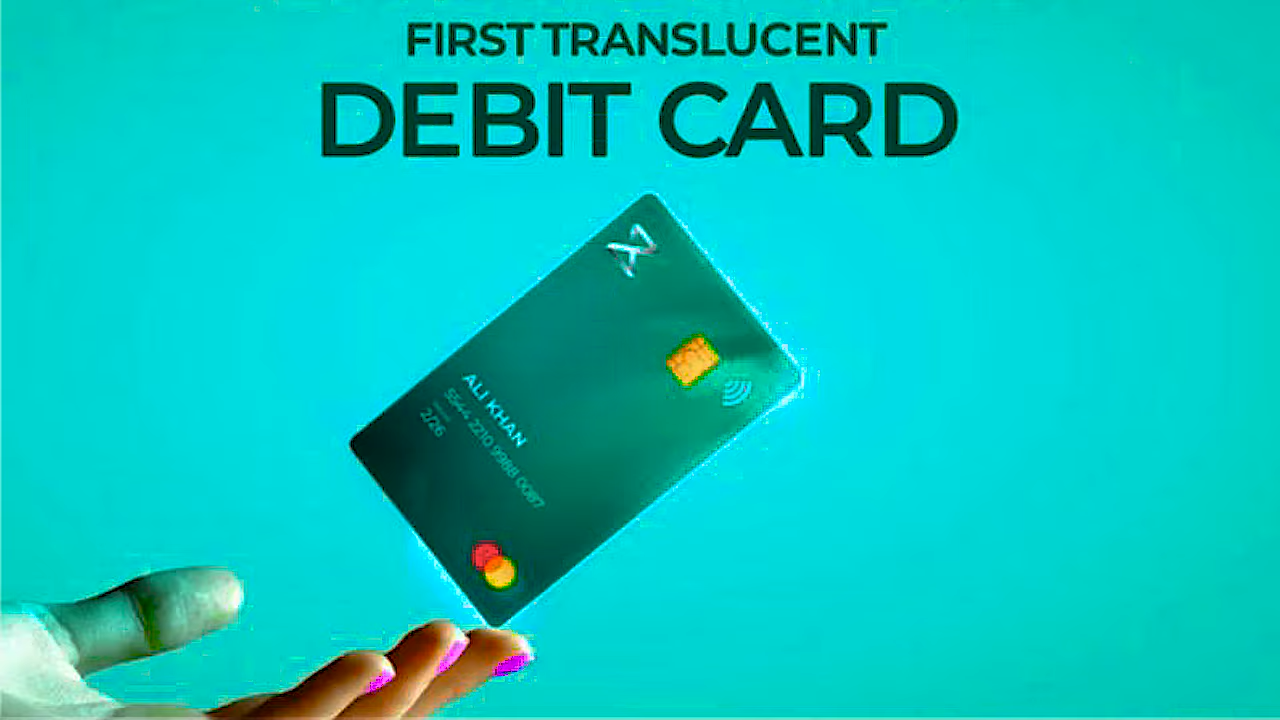 FIRST TRANSLUCENT
DEBIT CARD
ALI KHAN
5544 2210 9988 0087
2/26